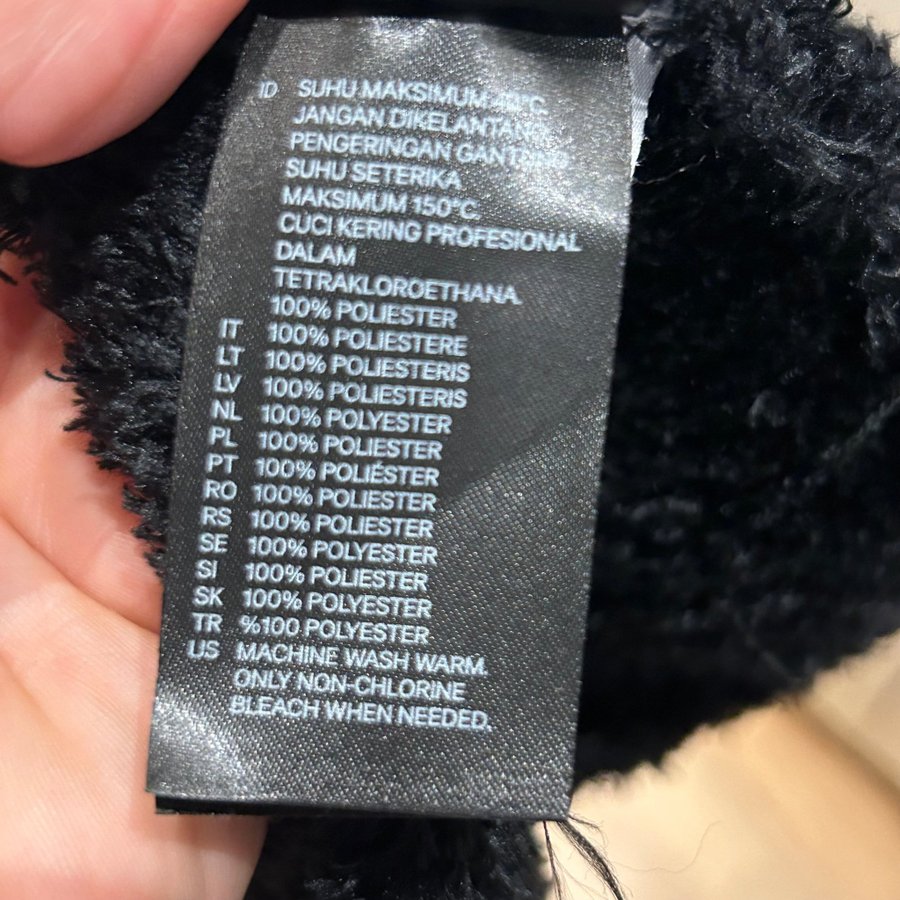 ID SUHU MAKSIMUM 40°C.
JANGAN DIKELANTANG.
PENGERINGAN GANTUNG
SUHU SETERIKA
MAKSIMUM 150°C.
CUCI KERING PROFESIONAL
DALAM
TETRAKLOROETHANA.
100% POLIESTER
IT 100% POLIESTERE
LT 100% POLIESTERIS
LV 100% POLIESTERIS
NL 100% POLYESTER
PL 100% POLIESTER
PT 100% POLIÉSTER
RO 100% POLIESTER
RS 100% POLIESTER
SE 100% POLYESTER
SI 100% POLIESTER
SK 100% POLYESTER
TR %100 POLYESTER
US MACHINE WASH WARM.
ONLY NON-CHLORINE
BLEACH WHEN NEEDED.